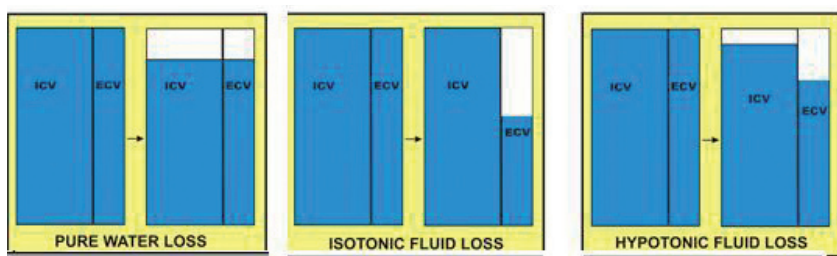 ICV ECV ICV ECV
PURE WATER LOSS
ICV ECV ICV ECV
ISOTONIC FLUID LOSS
ICV ECV ICV ECV
HYPOTONIC FLUID LOSS